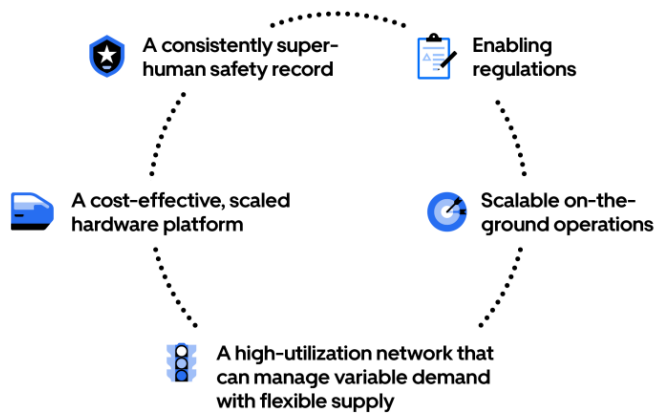 A consistently super-
human safety record
Enabling
regulations
A cost-effective, scaled
hardware platform
Scalable on-the-
ground operations
A high-utilization network that
can manage variable demand
with flexible supply